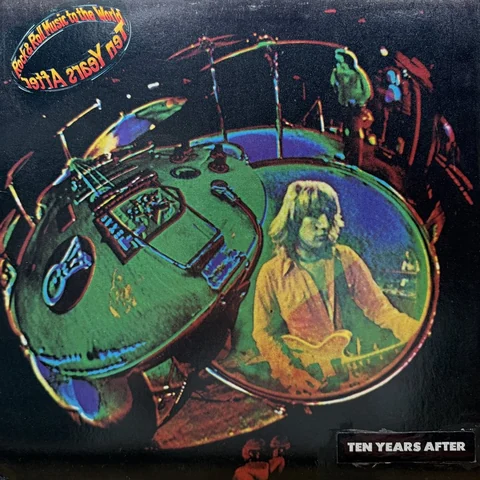 Rock & Roll Music to the World
Ten Years After
TEN YEARS AFTER